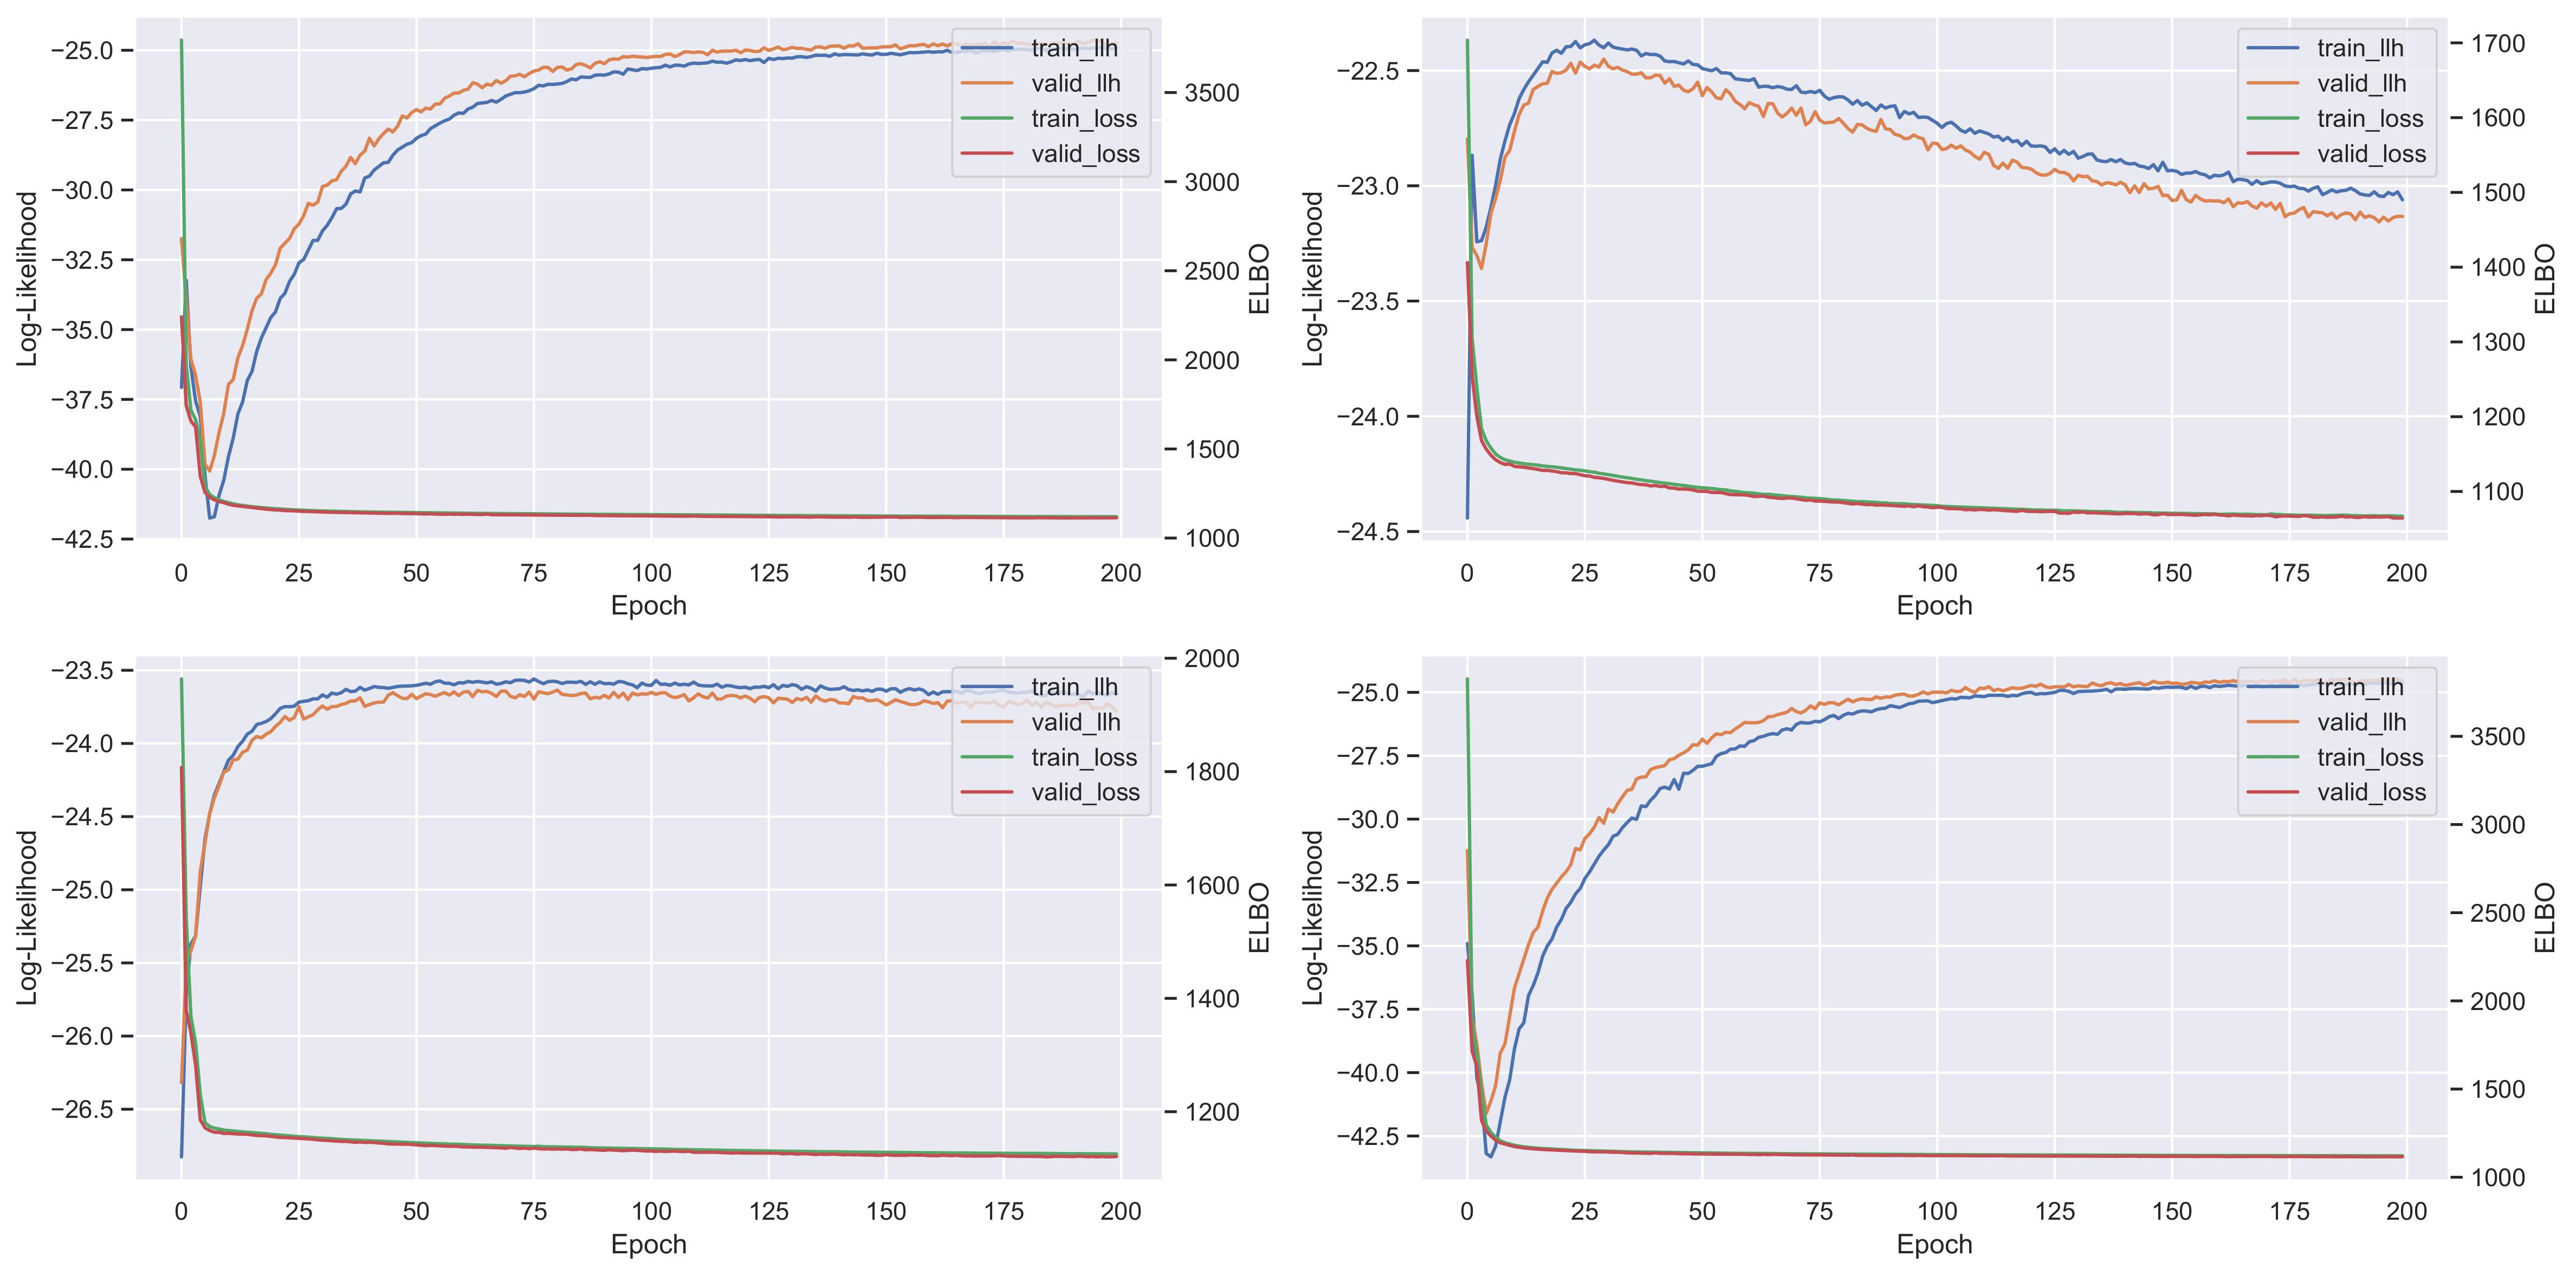 −25.0
−27.5
−30.0
−32.5
−35.0
−37.5
−40.0
−42.5
Log-Likelihood
0 25 50 75 100 125 150 175 200
Epoch
3500
3000
2500
2000
1500
1000
ELBO
train_llh
valid_llh
train_loss
valid_loss
−22.5
−23.0
−23.5
−24.0
−24.5
Log-Likelihood
0 25 50 75 100 125 150 175 200
Epoch
1700
1600
1500
1400
1300
1200
1100
ELBO
train_llh
valid_llh
train_loss
valid_loss
−23.5
−24.0
−24.5
−25.0
−25.5
−26.0
−26.5
Log-Likelihood
0 25 50 75 100 125 150 175 200
Epoch
2000
1800
1600
1400
1200
ELBO
train_llh
valid_llh
train_loss
valid_loss
−25.0
−27.5
−30.0
−32.5
−35.0
−37.5
−40.0
−42.5
Log-Likelihood
0 25 50 75 100 125 150 175 200
Epoch
3500
3000
2500
2000
1500
1000
ELBO
train_llh
valid_llh
train_loss
valid_loss